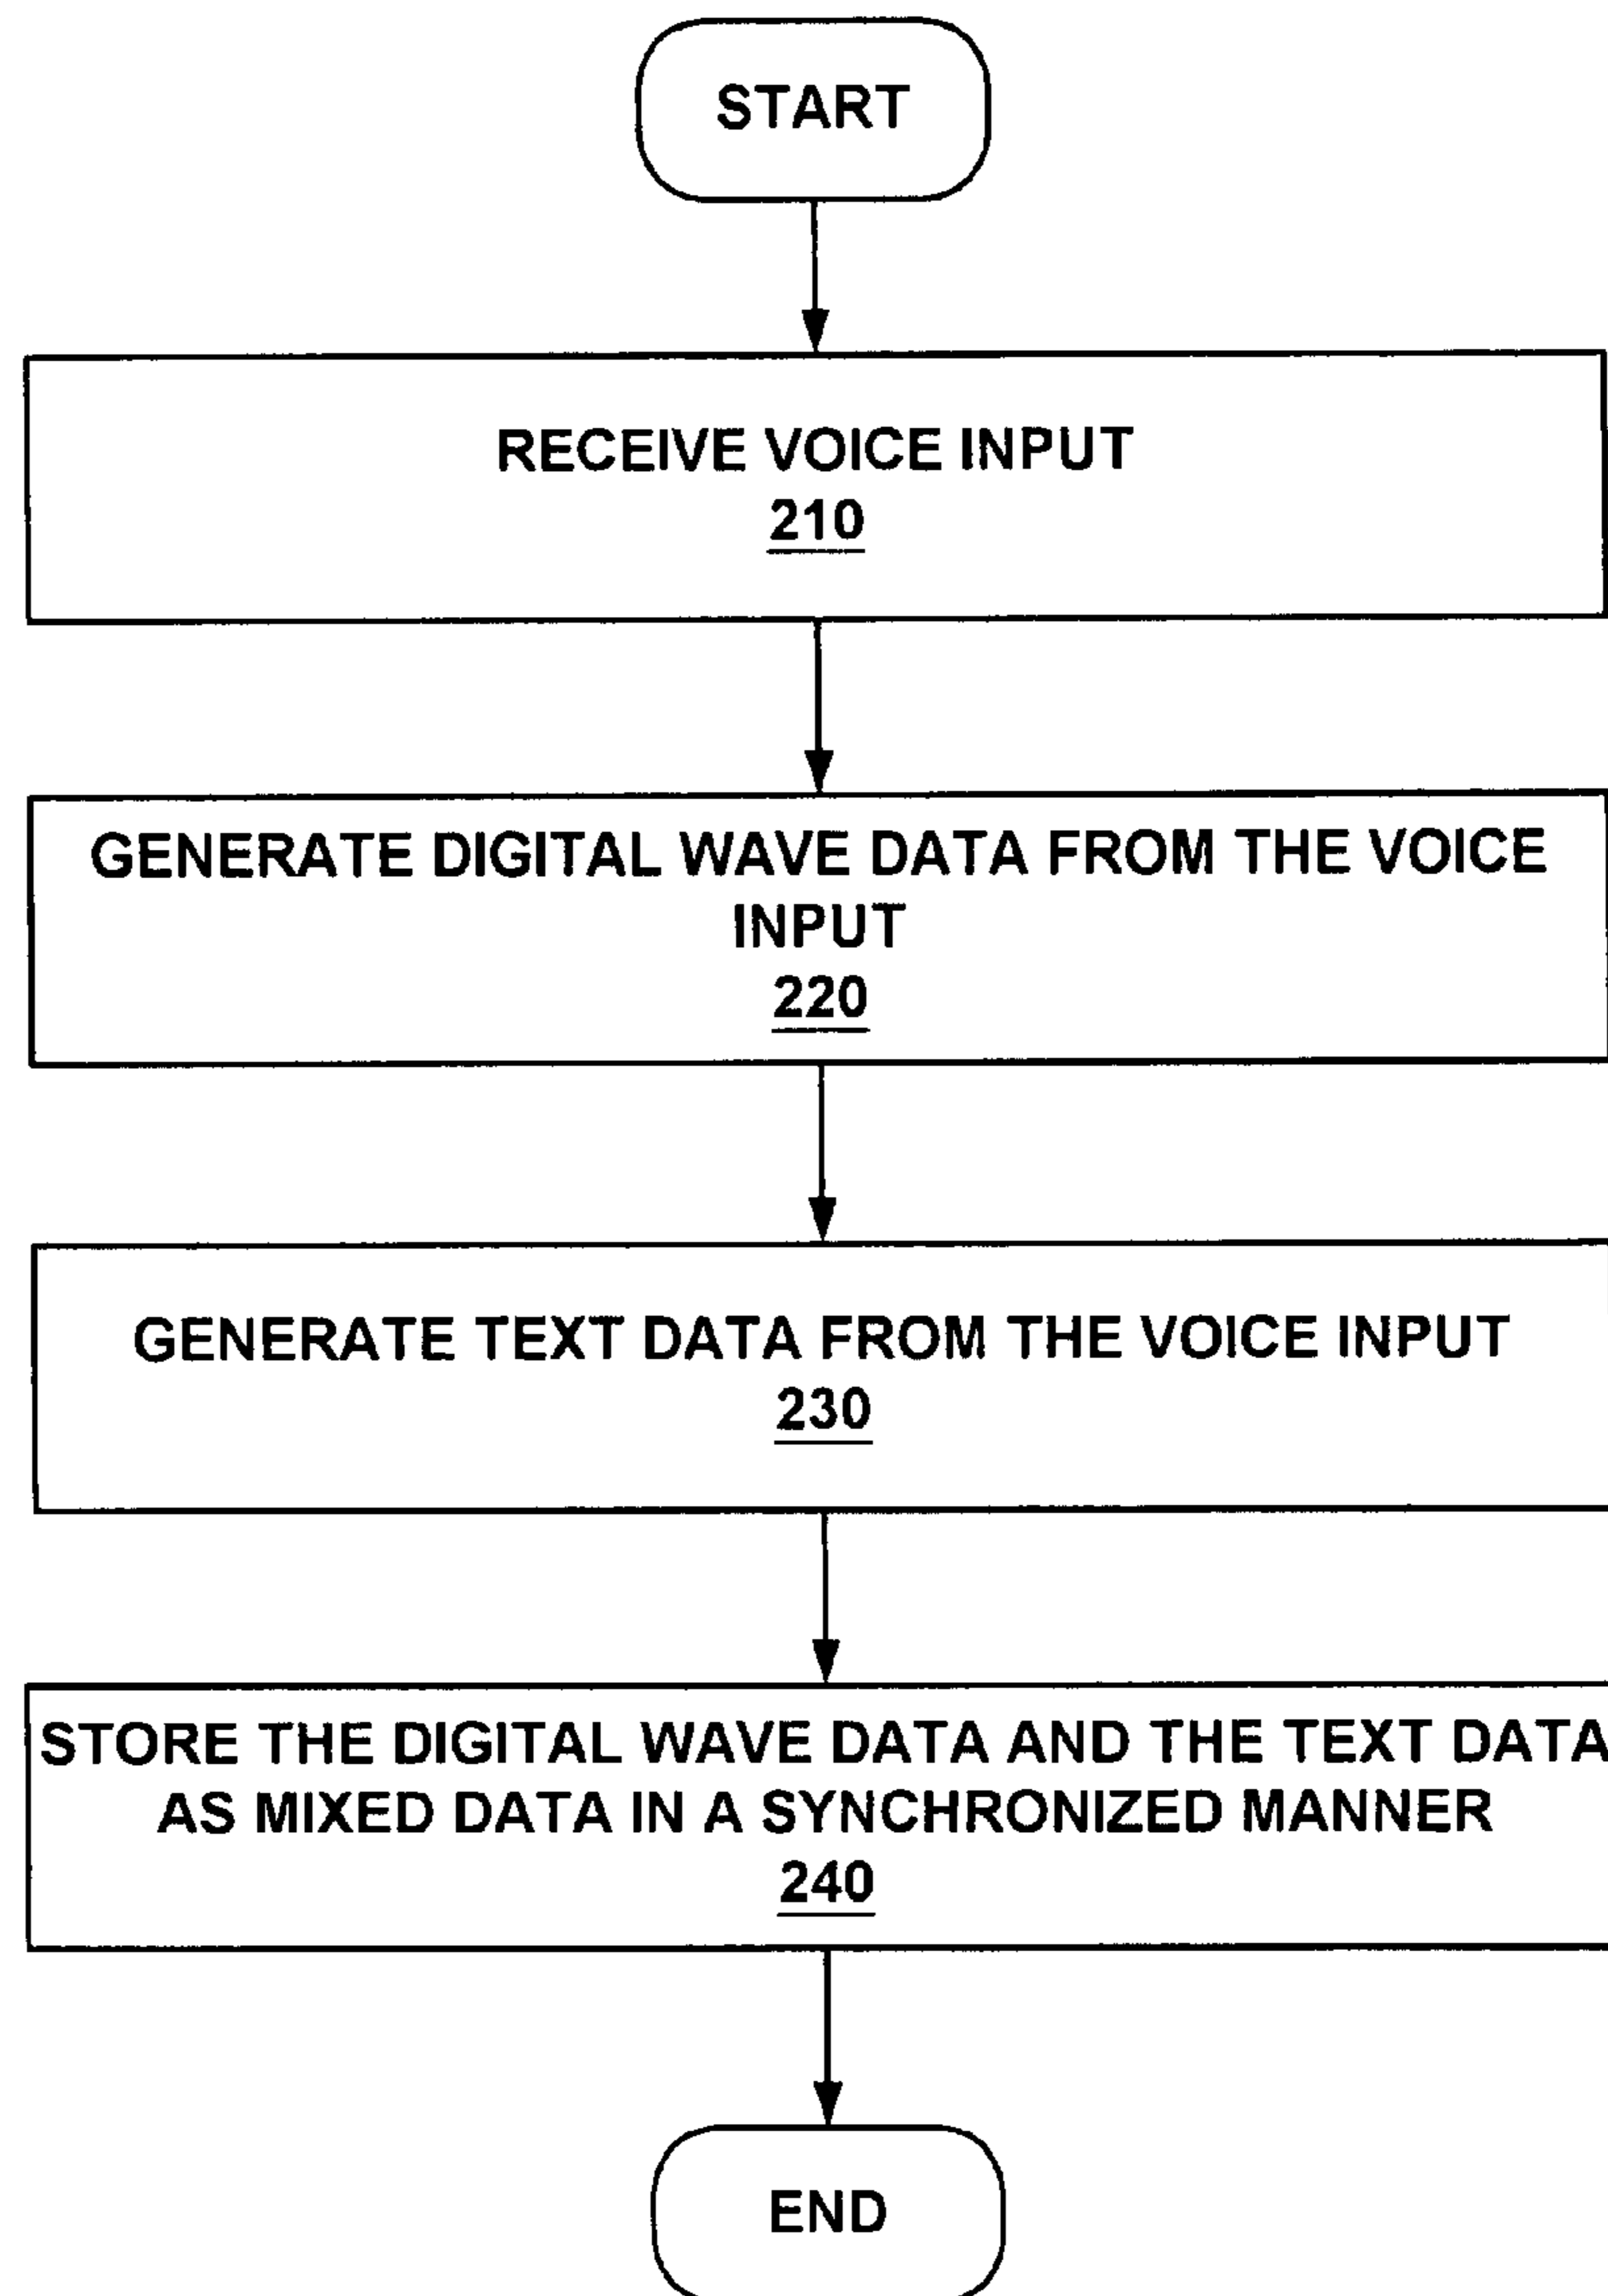 START
RECEIVE VOICE INPUT
210
GENERATE DIGITAL WAVE DATA FROM THE VOICE
INPUT
220
GENERATE TEXT DATA FROM THE VOICE INPUT
230
STORE THE DIGITAL WAVE DATA AND THE TEXT DATA
AS MIXED DATA IN A SYNCHRONIZED MANNER
240
END